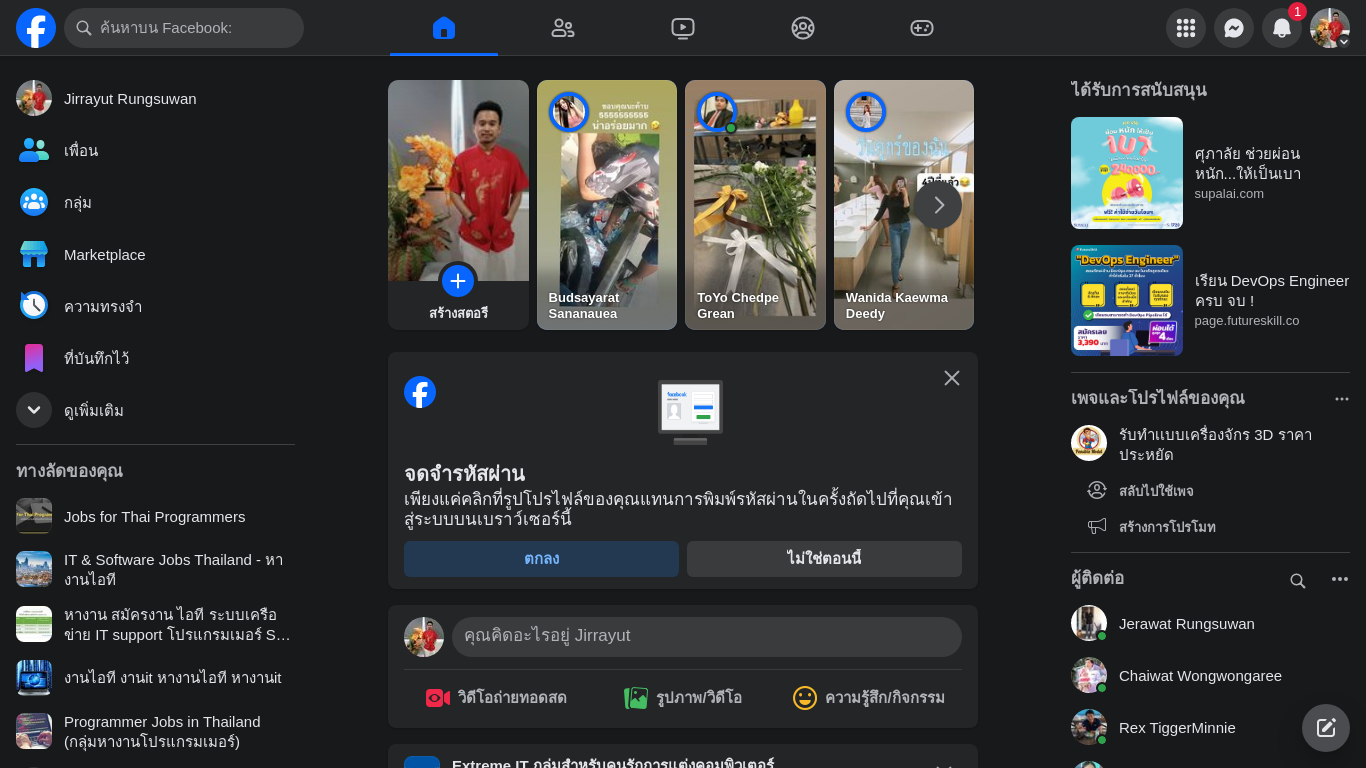 ค้นหาบน Facebook:
1
Jirrayut Rungsuwan
เพื่อน
กลุ่ม
Marketplace
ความทรงจำ
ที่บันทึกไว้
ดูเพิ่มเติม
ทางลัดของคุณ
Jobs for Thai Programmers
IT & Software Jobs Thailand - หา
งานไอที
หางาน สมัครงาน ไอที ระบบเครือ
ข่าย IT support โปรแกรมเมอร์ S…
งานไอที งานit หางานไอที หางานit
Programmer Jobs in Thailand
(กลุ่มหางานโปรแกรมเมอร์)
สร้างสตอรี่
ขอบคุณนะค้าบ
5555555555
น่าอร่อยมาก
Budsayarat
Sananauea
ToYo Chedpe
Grean
Wanida Kaewma
Deedy
facebook
จดจำรหัสผ่าน
เพียงแค่คลิกที่รูปโปรไฟล์ของคุณแทนการพิมพ์รหัสผ่านในครั้งถัดไปที่คุณเข้า
สู่ระบบบนเบราว์เซอร์นี้
ตกลง
ไม่ใช่ตอนนี้
คุณคิดอะไรอยู่ Jirrayut
วิดีโอถ่ายทอดสด
รูปภาพ/วิดีโอ
ความรู้สึก/กิจกรรม
Extreme IT กลุ่มสำหรับคนรักการแต่งคอมพิวเตอร์
ได้รับการสนับสนุน
ศุภาลัย ช่วยผ่อน
หนัก...ให้เป็นเบา
supalai.com
"DevOps Engineer"
สมัครเลย
3,390 บาท
ผ่อนได้
เรียน DevOps Engineer
ครบ จบ !
page.futureskill.co
เพจและโปรไฟล์ของคุณ
รับทำแบบเครื่องจักร 3D ราคา
ประหยัด
สลับไปใช้เพจ
สร้างการโปรโมท
ผู้ติดต่อ
Jerawat Rungsuwan
Chaiwat Wongwongaree
Rex TiggerMinnie